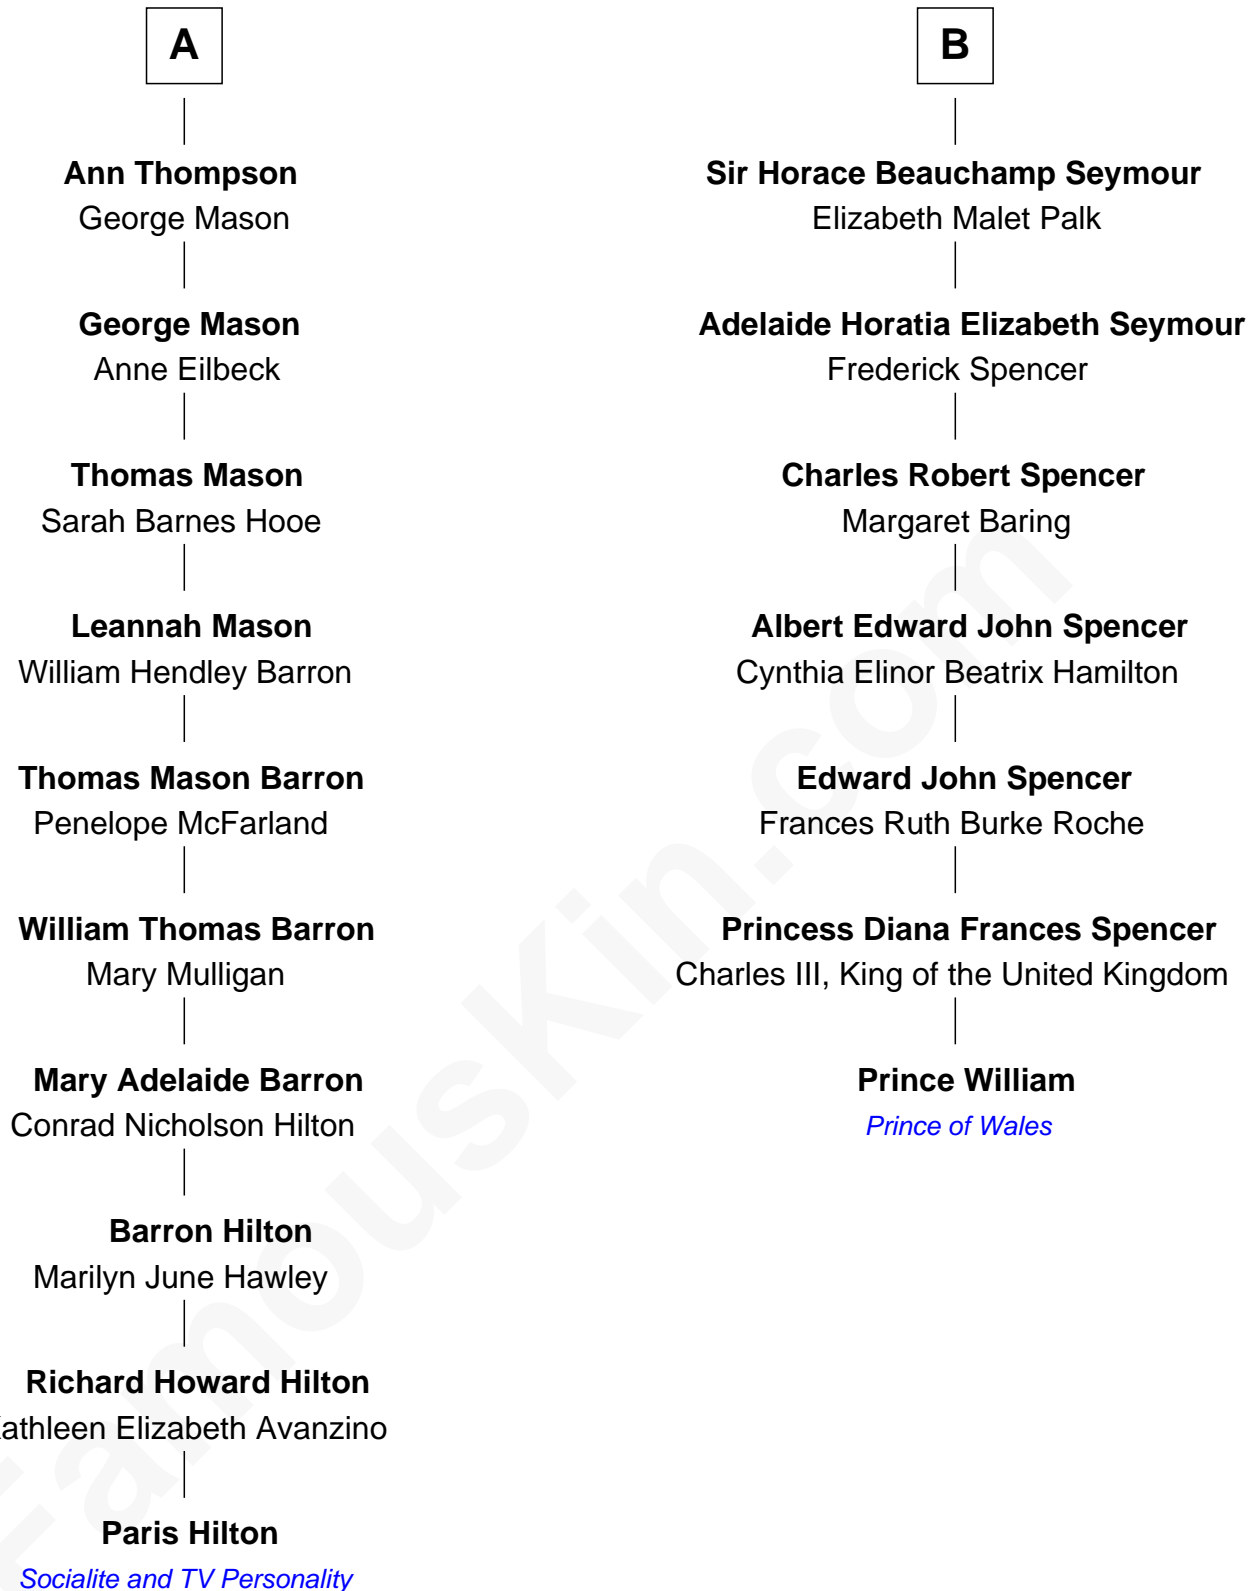 A
Ann Thompson
George Mason
George Mason
Anne Eilbeck
Thomas Mason
Sarah Barnes Hooe
Leannah Mason
William Hendley Barron
Thomas Mason Barron
Penelope McFarland
William Thomas Barron
Mary Mulligan
Mary Adelaide Barron
Conrad Nicholson Hilton
Barron Hilton
Marilyn June Hawley
Richard Howard Hilton
athleen Elizabeth Avanzino
Paris Hilton
Socialite and TV Personality
B
Sir Horace Beauchamp Seymour
Elizabeth Malet Palk
Adelaide Horatia Elizabeth Seymour
Frederick Spencer
Charles Robert Spencer
Margaret Baring
Albert Edward John Spencer
Cynthia Elinor Beatrix Hamilton
Edward John Spencer
Frances Ruth Burke Roche
Princess Diana Frances Spencer
Charles III, King of the United Kingdom
Prince William
Prince of Wales
FamousKin.com